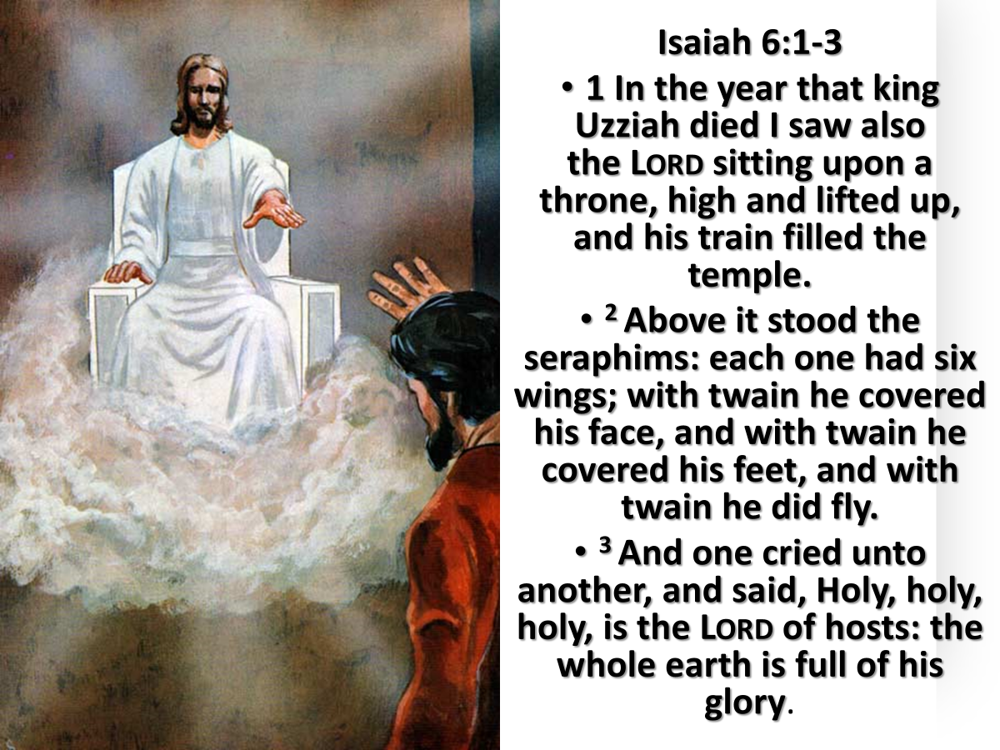 Isaiah 6:1-3
• 1 In the year that king
Uzziah died I saw also
the LORD sitting upon a
throne, high and lifted up,
and his train filled the
temple.
• 2 Above it stood the
seraphims: each one had six
wings; with twain he covered
his face, and with twain he
covered his feet, and with
twain he did fly.
• 3 And one cried unto
another, and said, Holy, holy,
holy, is the LORD of hosts: the
whole earth is full of his
glory.